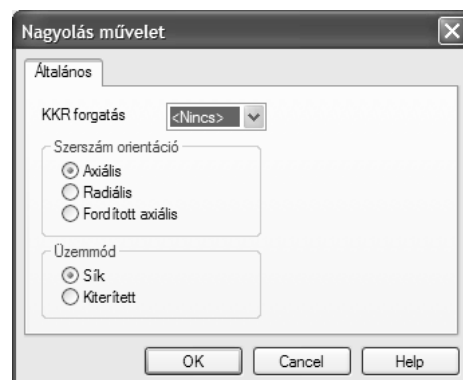 Nagyolás művelet
Általános
KKR forgatás <Nincs>
Szerszám orientáció
Axiális
Radiális
Fordított axiális
Üzemmód
Sík
Kiterített
OK Cancel Help